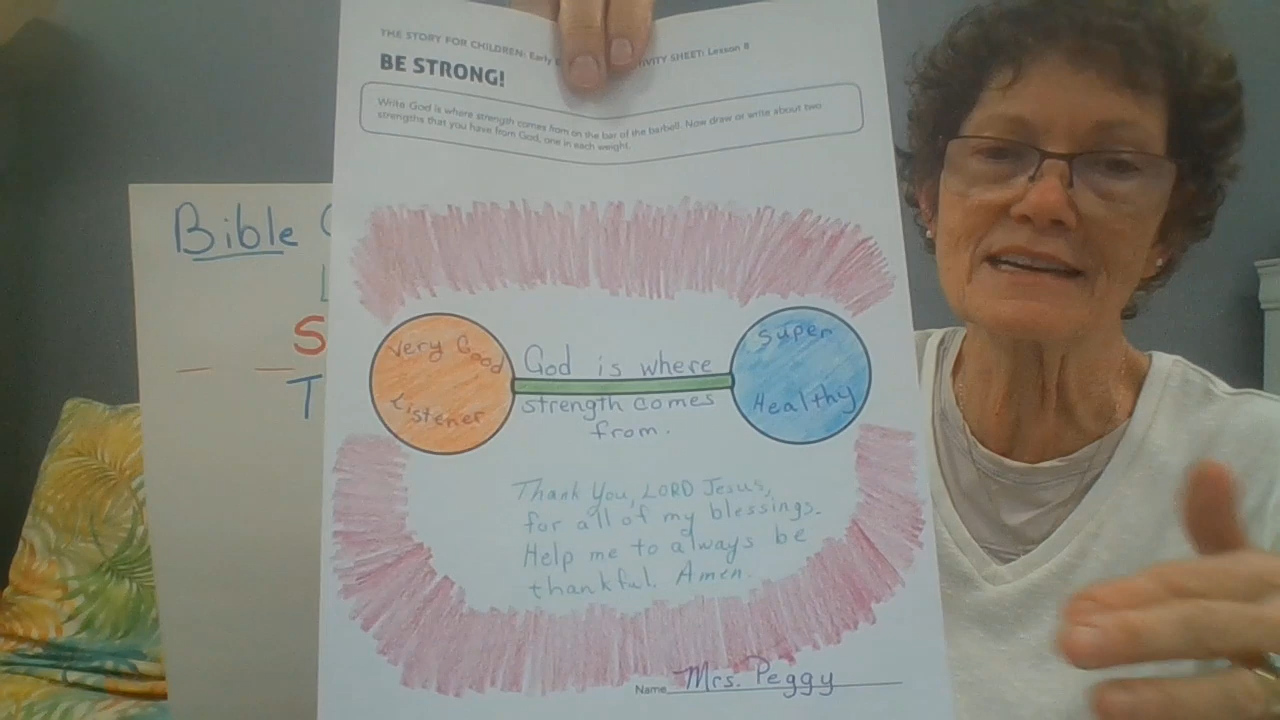 THE STORY FOR CHILDREN: Early ACTIVITY SHEET: Lesson 8
BE STRONG!
Write God is where strength comes from on the bar of the barbell. Now draw or write about two
strengths that you have from God, one in each weight.
Bible
S
T
Very Good
Listener
God is where
strength comes
from.
Super
Healthy
Thank You, LORD Jesus,
for all of my blessings.
Help me to always be
thankful. Amen.
Name Mrs. Peggy